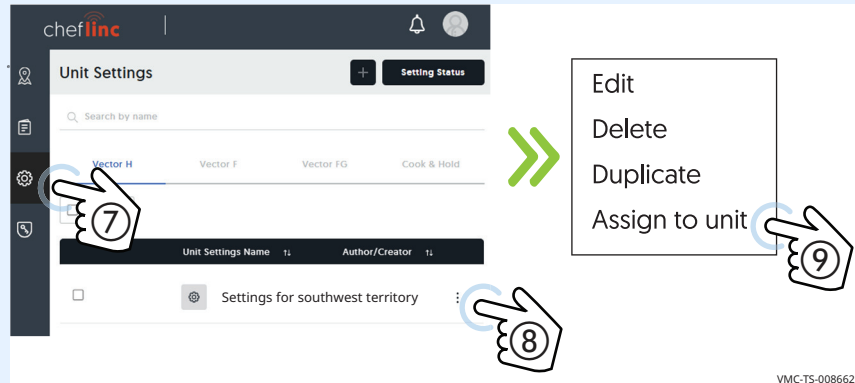 cheflinc
Unit Settings
+
Setting Status
Search by name
Vector H Vector F Vector FG Cook & Hold
Unit Settings Name ↑↓ Author/Creator ↑↓
Settings for southwest territory
7
8
Edit
Delete
Duplicate
Assign to unit
9
VMC-TS-008662